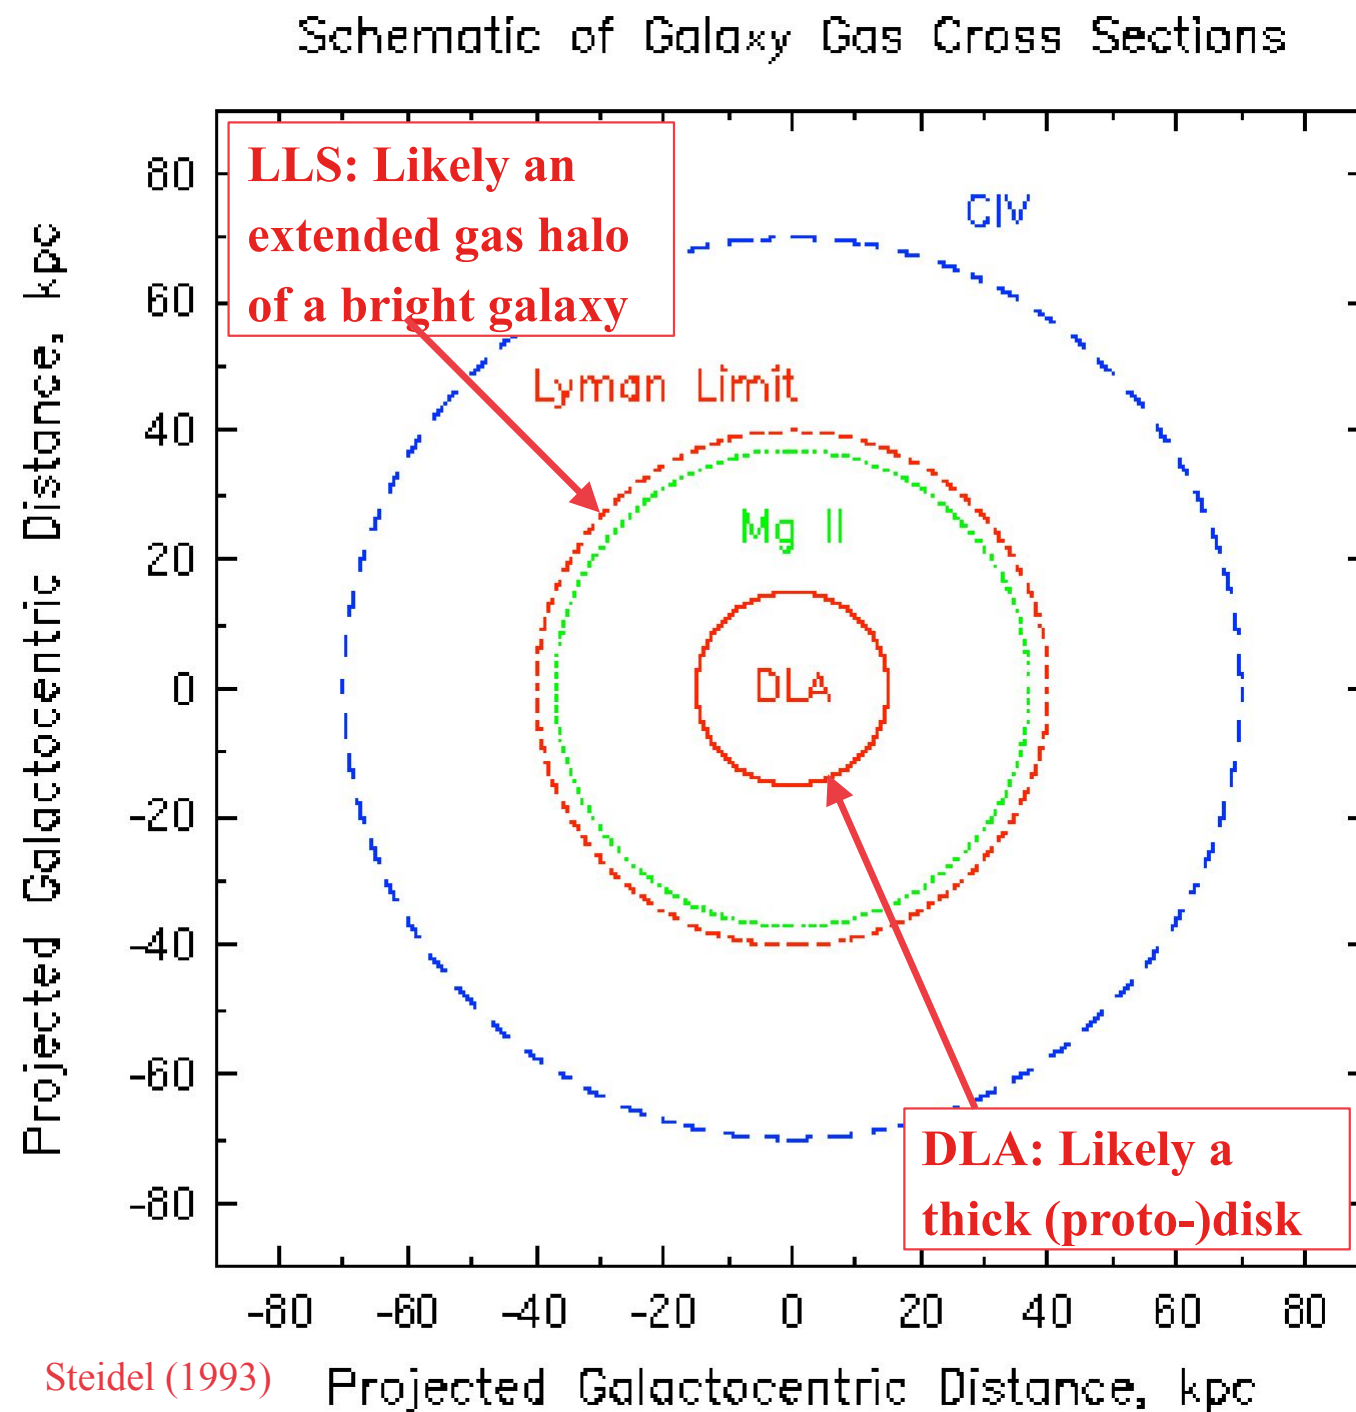 Schematic of Galaxy Gas Cross Sections
LLS: Likely an
extended gas halo
of a bright galaxy
CIV
Lyman Limit
Mg II
DLA
DLA: Likely a
thick (proto-)disk
Projected Galactocentric Distance, kpc
80
60
40
20
0
-20
-40
-60
-80
-80 -60 -40 -20 0 20 40 60 80
Steidel (1993)
Projected Galactocentric Distance, kpc